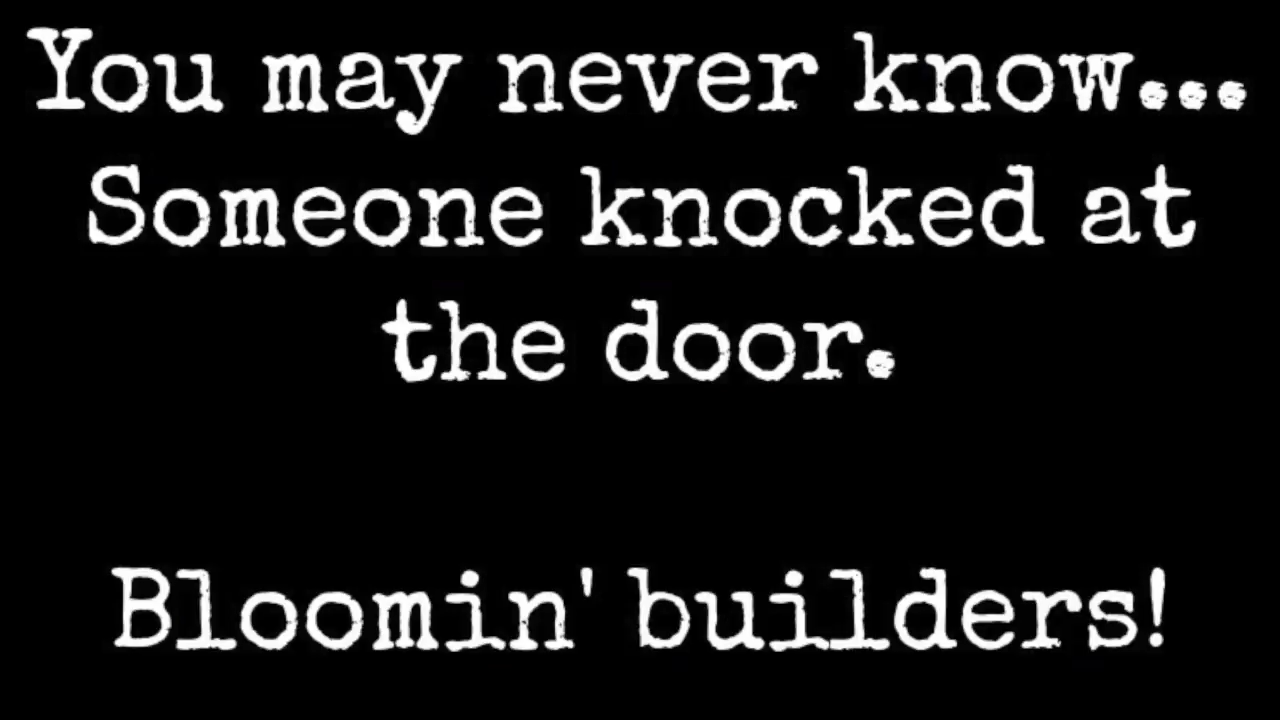 You may never know...
Someone knocked at
the door.
Bloomin' builders!